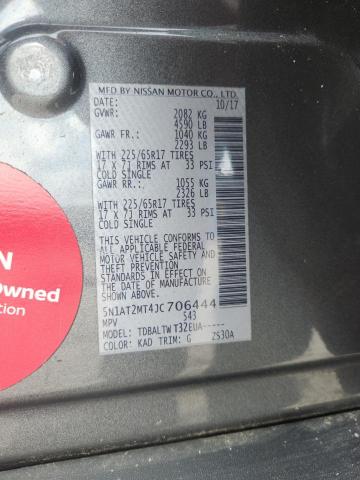 MFD BY NISSAN MOTOR CO., LTD.
DATE: 10/17
GVWR: 2082 KG
4590 LB
GAWR FR: 1040 KG
2293 LB
WITH 225/65R17 TIRES
17 X 7J RIMS AT 33 PSI
COLD SINGLE
GAWR RR: 1055 KG
2326 LB
WITH 225/65R17 TIRES
17 X 7J RIMS AT 33 PSI
COLD SINGLE
THIS VEHICLE CONFORMS TO
ALL APPLICABLE FEDERAL
MOTOR VEHICLE SAFETY AND
THEFT PREVENTION
STANDARDS IN EFFECT ON
THE DATE OF MANUFACTURE
SHOWN ABOVE.
5N1AT2MT4JC706444
MPV 543
MODEL: TDBALTWT32EUA-----
COLOR: KAD TRIM: G ZS30A
N
Owned